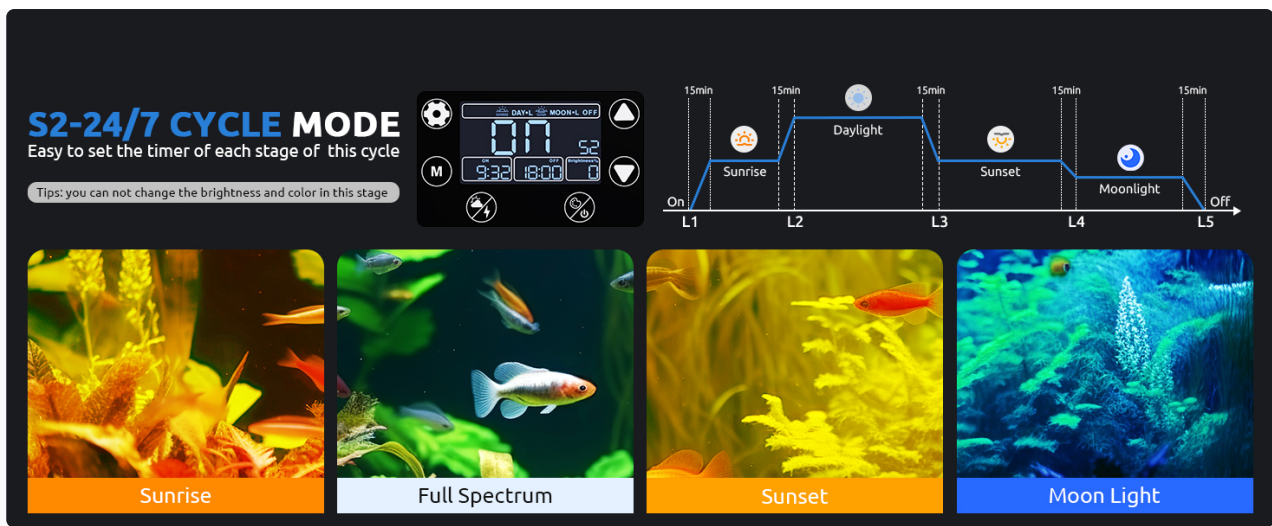 S2-24/7 CYCLE MODE
Easy to set the timer of each stage of this cycle
Tips: you can not change the brightness and color in this stage
DAY•L MOON•L OFF
ON
S2
ON
9:32
OFF
18:00
Brightness%
0
M
15min 15min 15min 15min 15min
Daylight
Sunrise
Sunset
Moonlight
On
Off
L1 L2 L3 L4 L5
Sunrise
Full Spectrum
Sunset
Moon Light